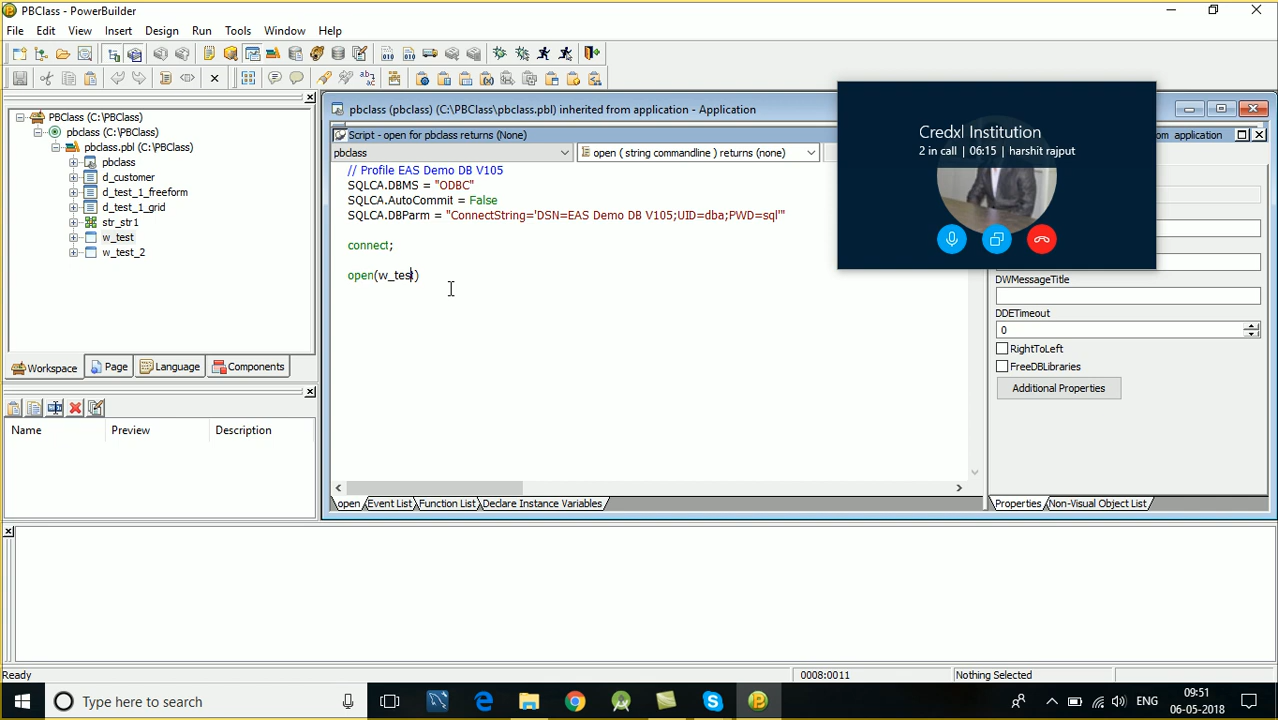 PBClass - PowerBuilder
File Edit View Insert Design Run Tools Window Help
PBClass (C:\PBClass)
pbclass (C:\PBClass)
pbclass.pbl (C:\PBClass)
pbclass
d_customer
d_test_1_freeform
d_test_1_grid
str_str1
w_test
w_test_2
Workspace Page Language Components
Name Preview Description
pbclass (pbclass) (C:\PBClass\pbclass.pbl) inherited from application - Application
Script - open for pbclass returns (None)
pbclass open ( string commandline ) returns (none)
// Profile EAS Demo DB V105
SQLCA.DBMS = "ODBC"
SQLCA.AutoCommit = False
SQLCA.DBParm = "ConnectString='DSN=EAS Demo DB V105;UID=dba;PWD=sql'"
connect;
open(w_test)
open Event List Function List Declare Instance Variables
Credxl Institution
2 in call | 06:15 | harshit rajput
om application
DWMessageTitle
DDETimeout
0
RightToLeft
FreeDBLibraries
Additional Properties
Properties Non-Visual Object List
Ready 0008:0011 Nothing Selected
Type here to search
ENG
09:51
06-05-2018